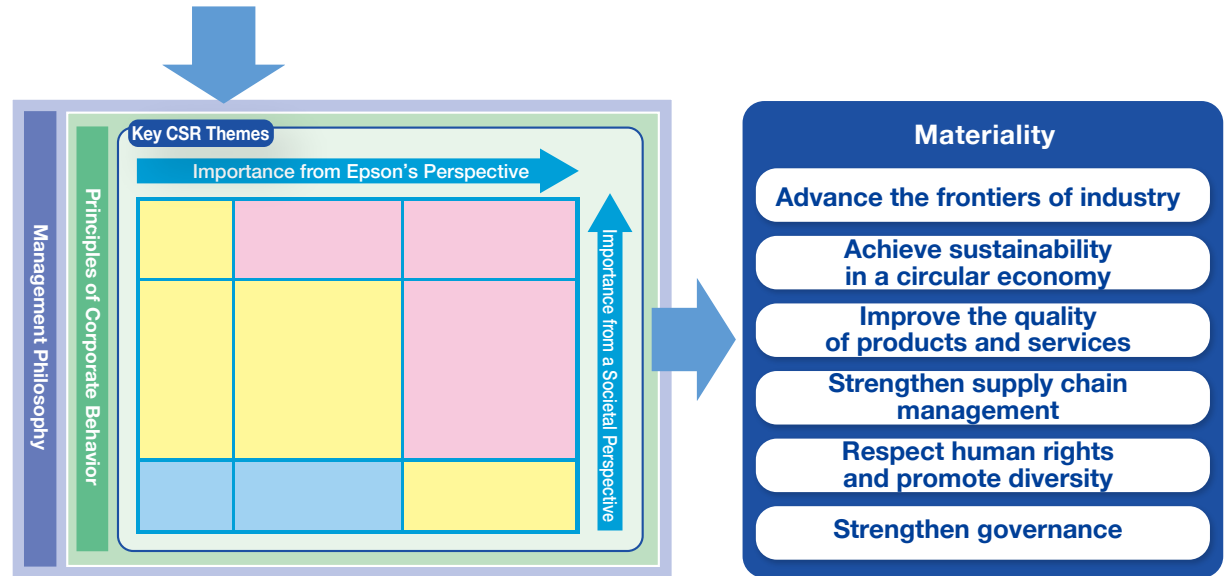 Management Philosophy
Principles of Corporate Behavior
Key CSR Themes
Importance from Epson's Perspective
Importance from a Societal Perspective
Materiality
Advance the frontiers of industry
Achieve sustainability
in a circular economy
Improve the quality
of products and services
Strengthen supply chain
management
Respect human rights
and promote diversity
Strengthen governance